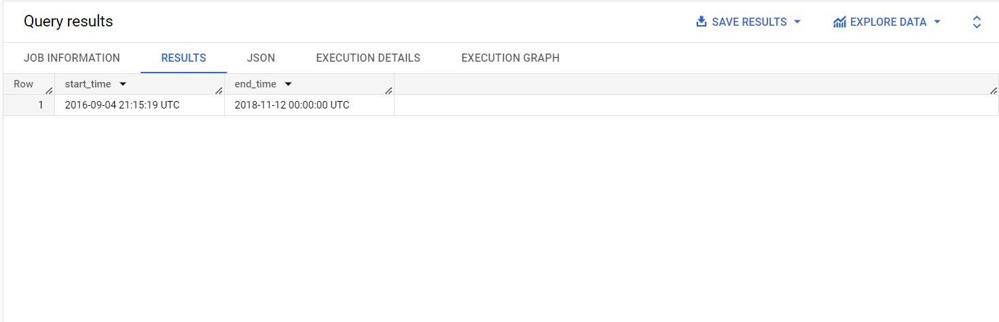 Query results
SAVE RESULTS
EXPLORE DATA
JOB INFORMATION RESULTS JSON EXECUTION DETAILS EXECUTION GRAPH
Row start_time end_time
1 2016-09-04 21:15:19 UTC 2018-11-12 00:00:00 UTC